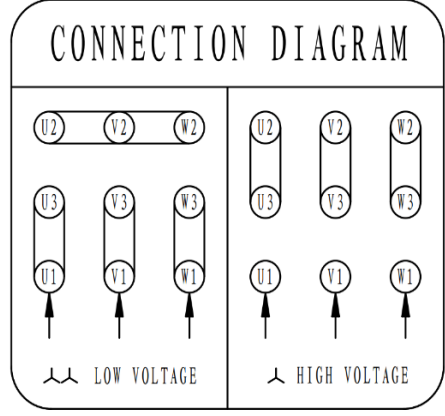 CONNECTION DIAGRAM
U2 V2 W2
U3 V3 W3
U1 V1 W1
LOW VOLTAGE
U2 V2 W2
U3 V3 W3
U1 V1 W1
HIGH VOLTAGE